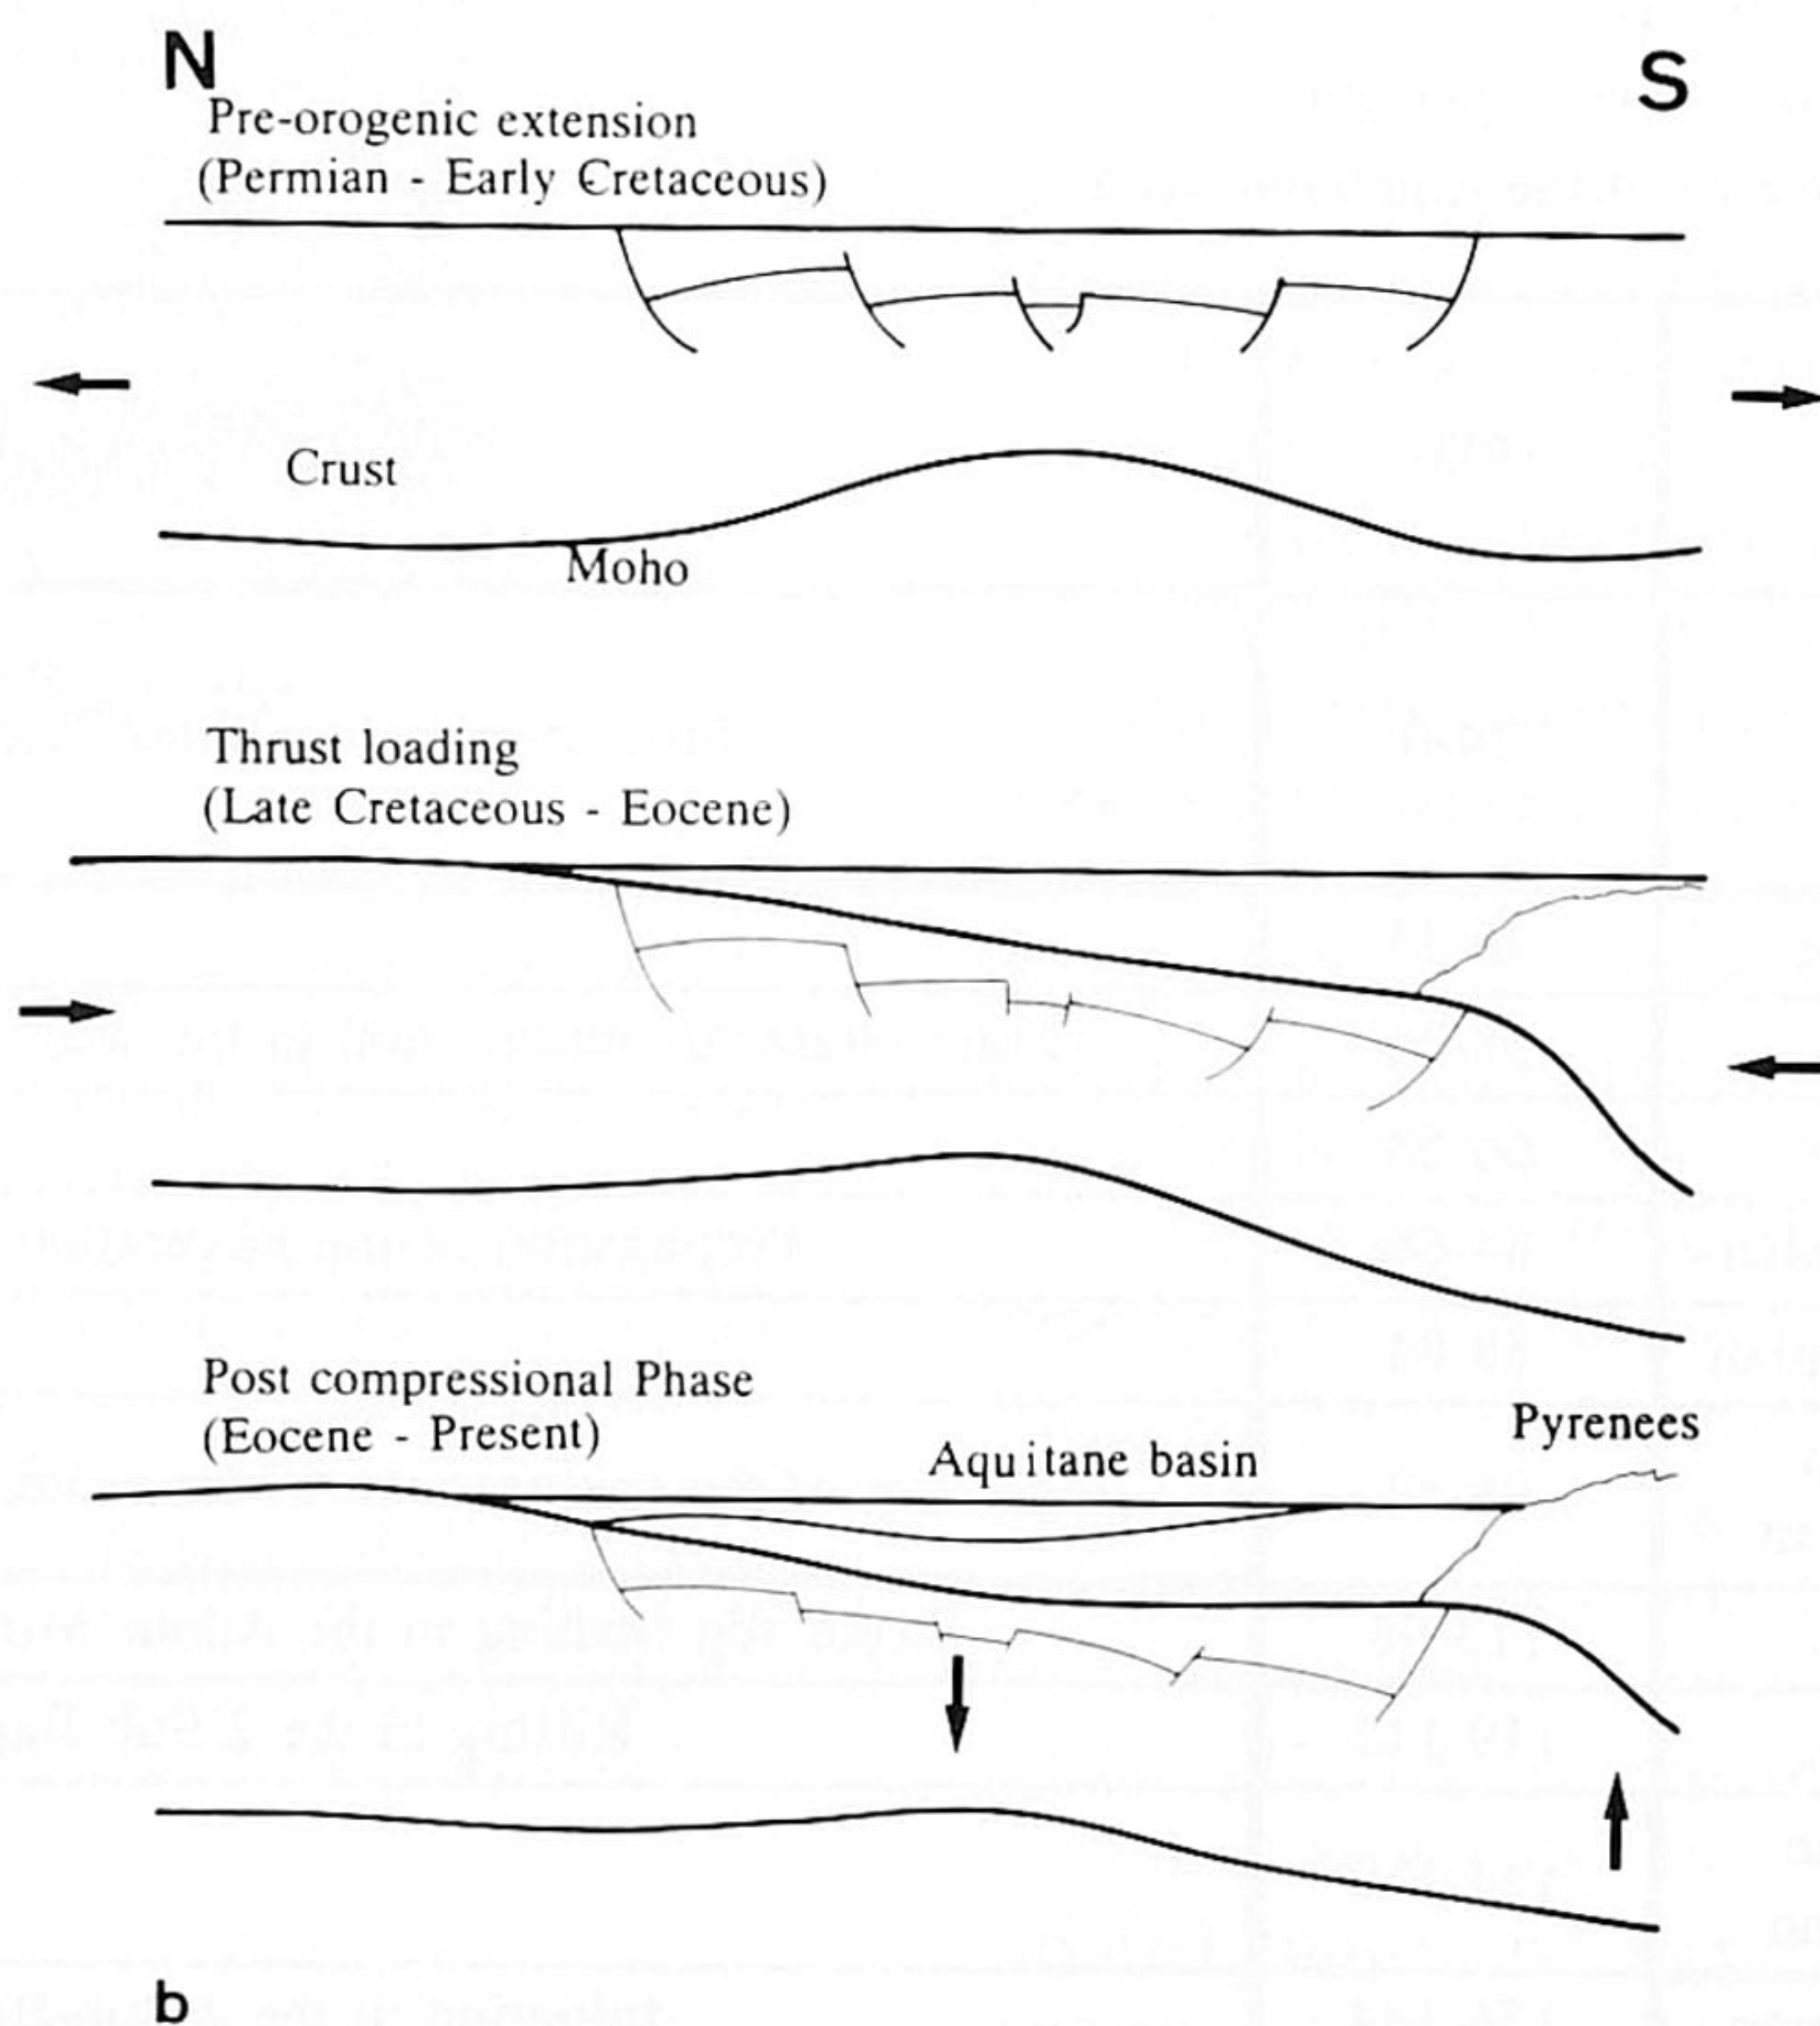 N
S
Pre-orogenic extension
(Permian - Early Cretaceous)
Crust
Moho
Thrust loading
(Late Cretaceous - Eocene)
Post compressional Phase
(Eocene - Present)
Pyrenees
Aquitane basin
b